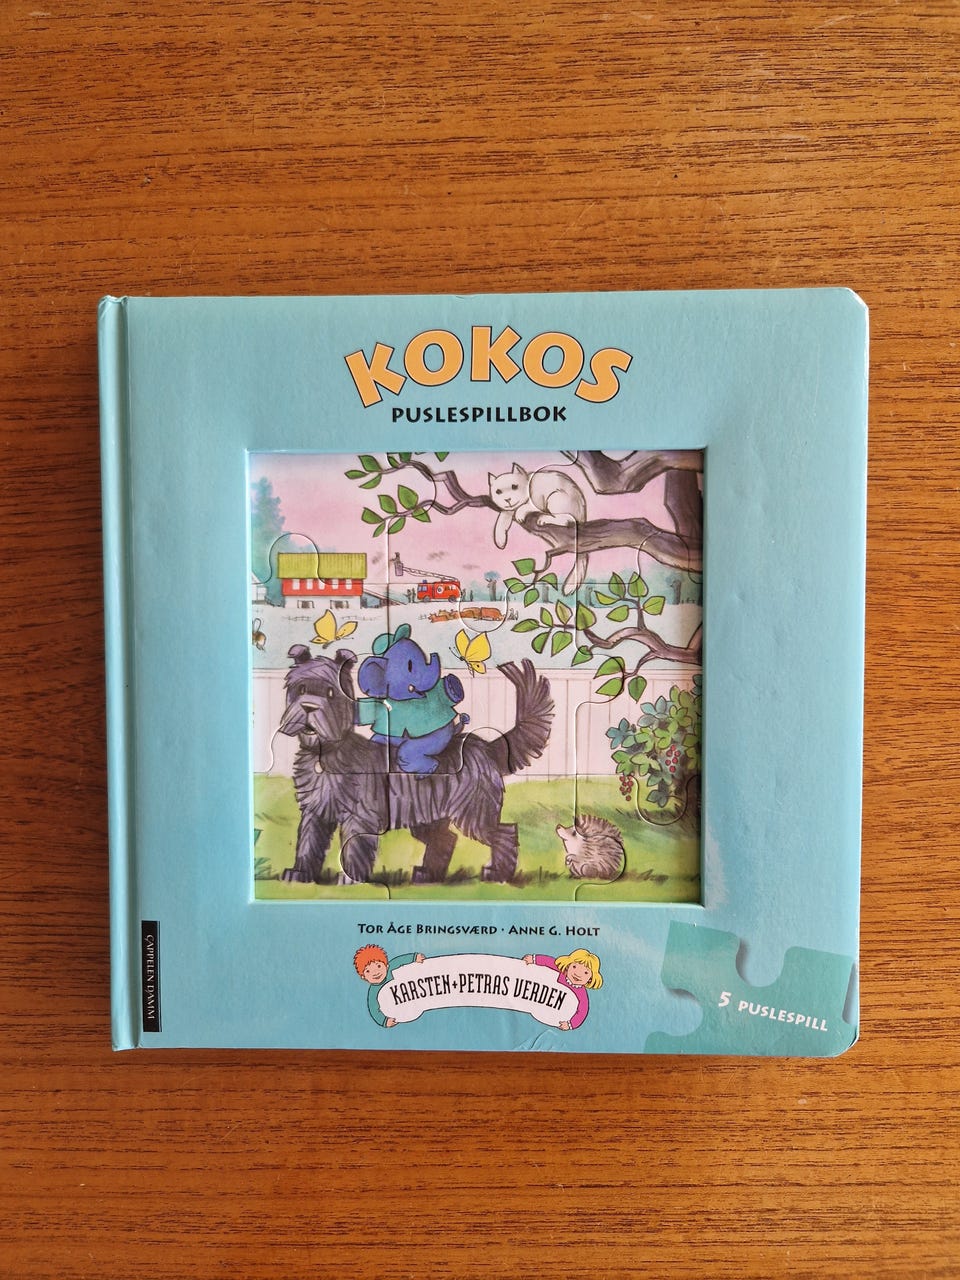 KOKOS
PUSLESPILLBOK
TOR ÅGE BRINGSVÆRD · ANNE G. HOLT
KARSTEN+PETRAS VERDEN
CAPPELEN DAMM
5 PUSLESPILL